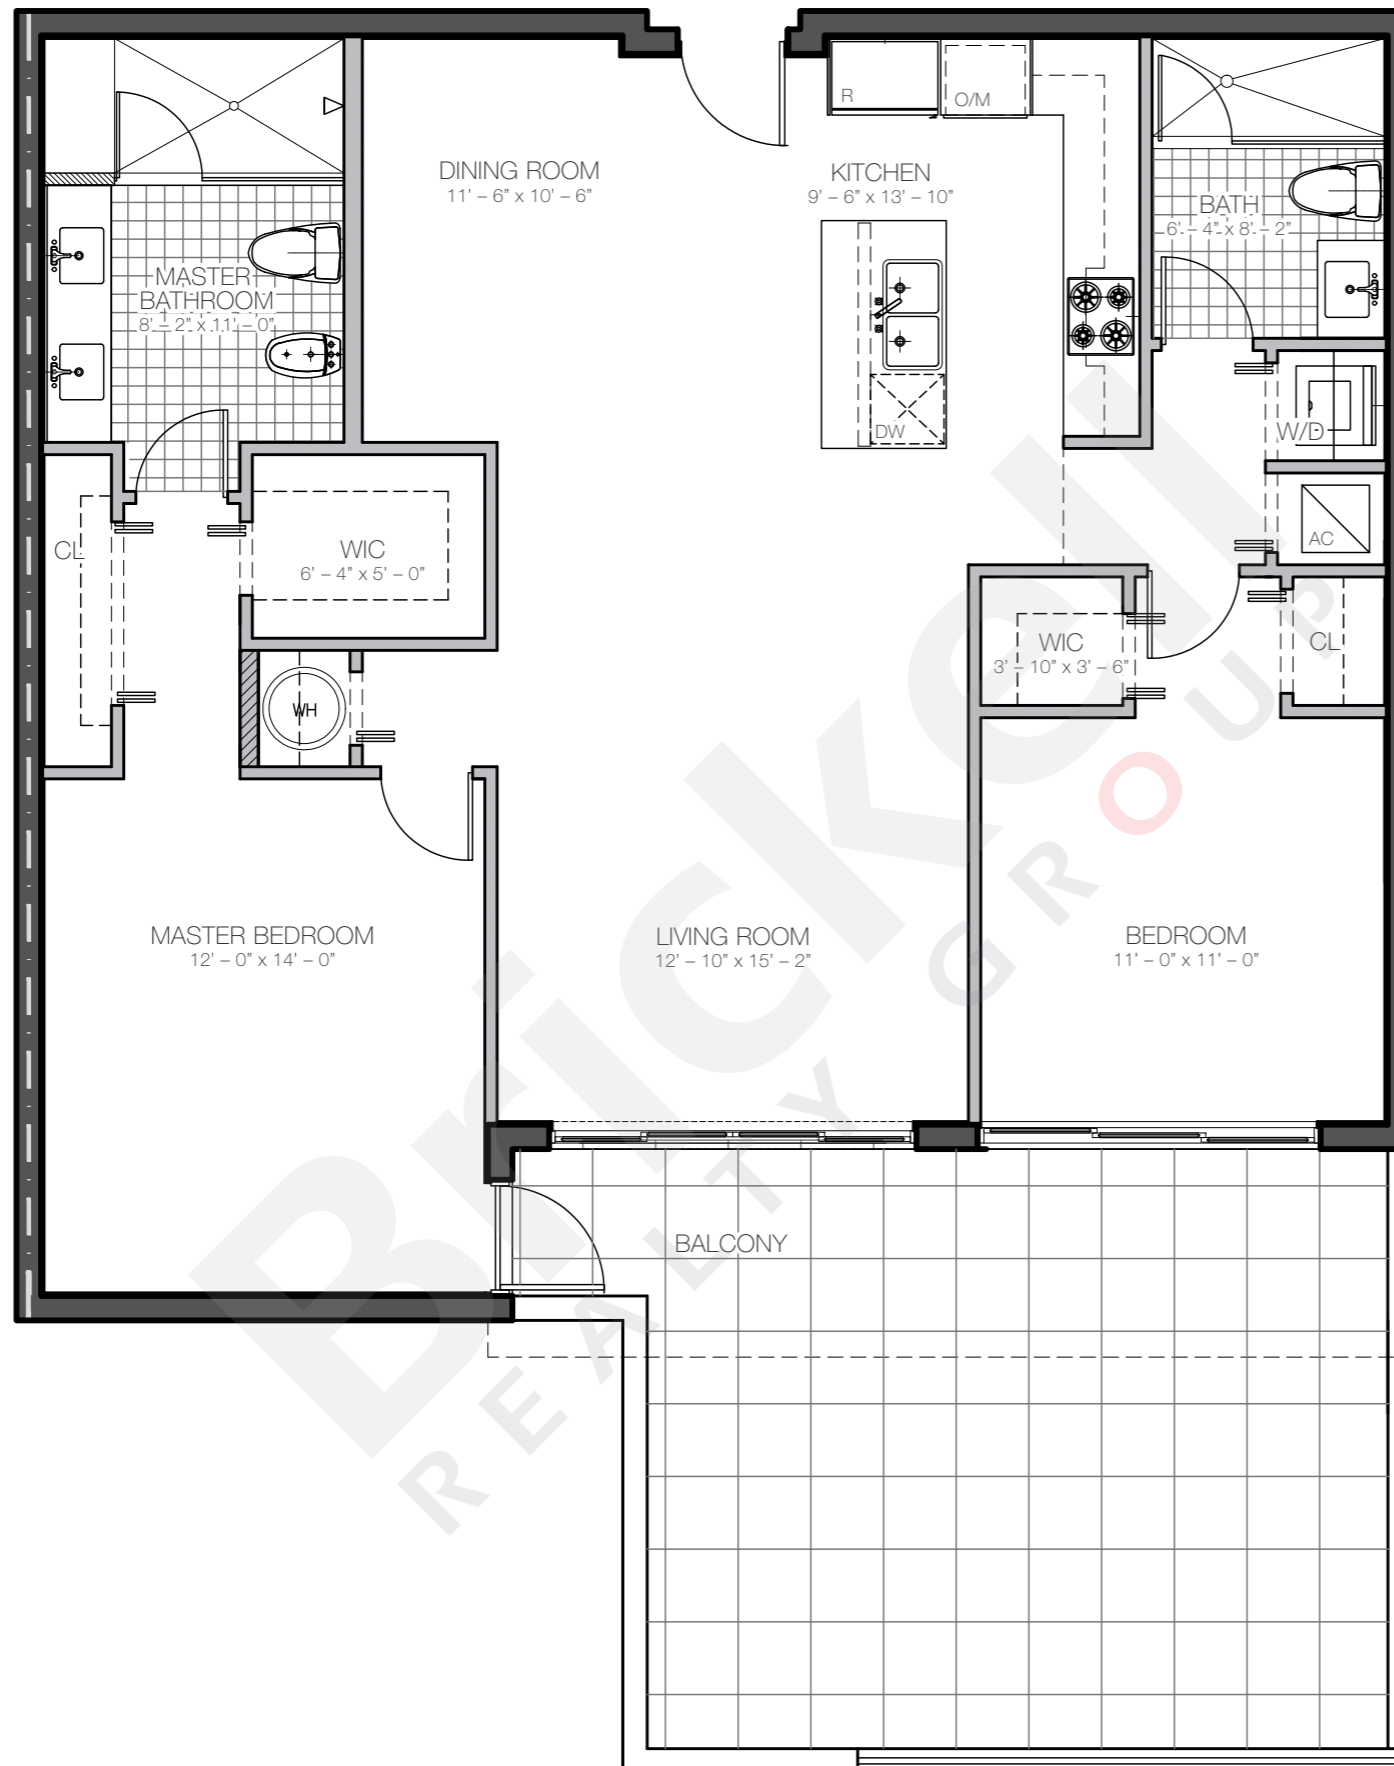 R
O/M
DINING ROOM
11' – 6" x 10' – 6"
KITCHEN
9' – 6" x 13' – 10"
BATH
6' – 4" x 8' – 2"
MASTER
BATHROOM
8' – 2" x 11' – 0"
DW
W/D
AC
CL
WIC
6' – 4" x 5' – 0"
WIC
3' – 10" x 3' – 6"
CL
WH
MASTER BEDROOM
12' – 0" x 14' – 0"
LIVING ROOM
12' – 10" x 15' – 2"
BEDROOM
11' – 0" x 11' – 0"
BALCONY
Brickell
REALTY GROUP